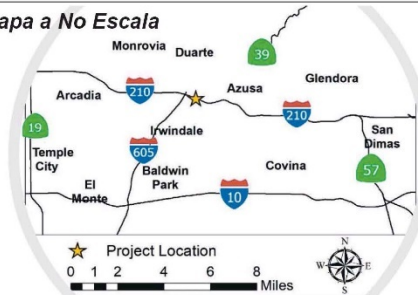 apa a No Escala
Monrovia
Duarte
39
Glendora
210
Azusa
Arcadia
210
19
Irwindale
San
Dimas
605
Temple
City
Baldwin
Park
Covina
57
El
Monte
10
Project Location
N
W
E
S
0 1 2 4 6 8
Miles